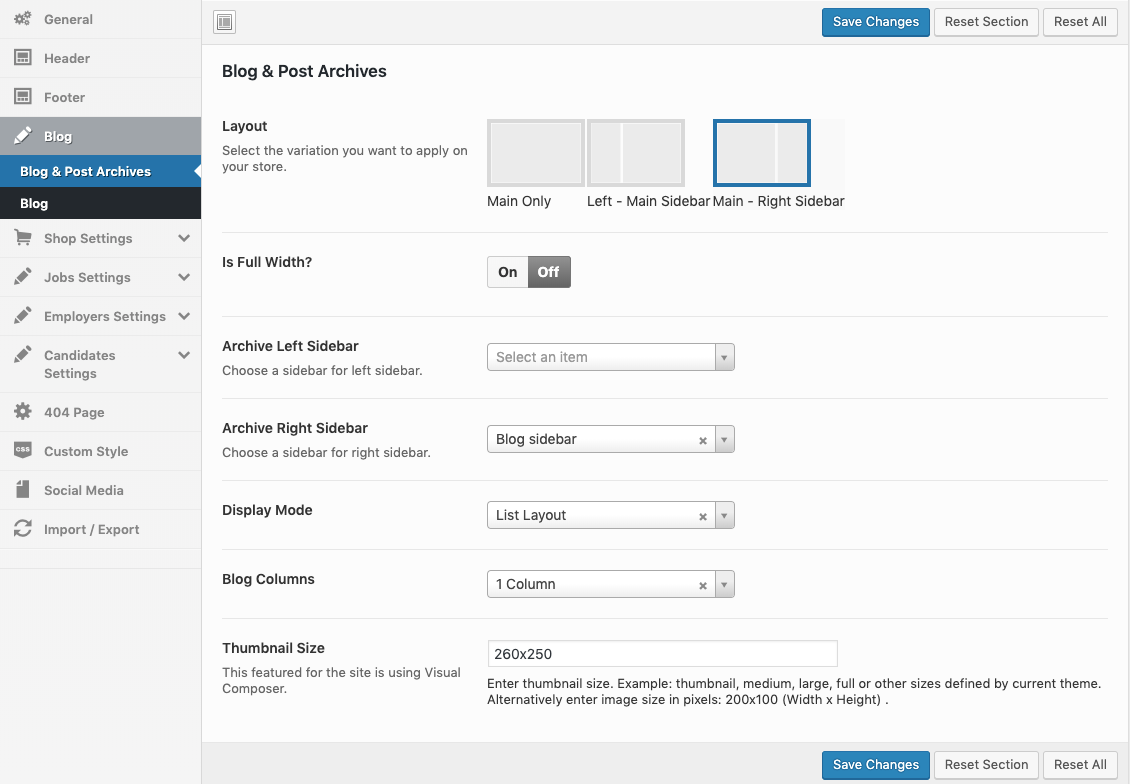 General
Header
Footer
Blog
Blog & Post Archives
Blog
Shop Settings
Jobs Settings
Employers Settings
Candidates
Settings
404 Page
css
Custom Style
Social Media
Import / Export
Save Changes
Reset Section
Reset All
Blog & Post Archives
Layout
Select the variation you want to apply on
your store.
Main Only
Left - Main Sidebar
Main - Right Sidebar
Is Full Width?
On
Off
Archive Left Sidebar
Choose a sidebar for left sidebar.
Select an item
Archive Right Sidebar
Choose a sidebar for right sidebar.
Blog sidebar
Display Mode
List Layout
Blog Columns
1 Column
Thumbnail Size
This featured for the site is using Visual
Composer.
260x250
Enter thumbnail size. Example: thumbnail, medium, large, full or other sizes defined by current theme.
Alternatively enter image size in pixels: 200x100 (Width x Height) .
Save Changes
Reset Section
Reset All